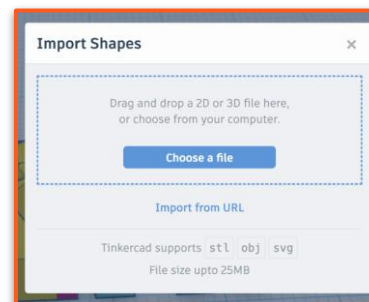 Import Shapes ×
Drag and drop a 2D or 3D file here,
or choose from your computer.
Choose a file
Import from URL
Tinkercad supports stl obj svg
File size upto 25MB